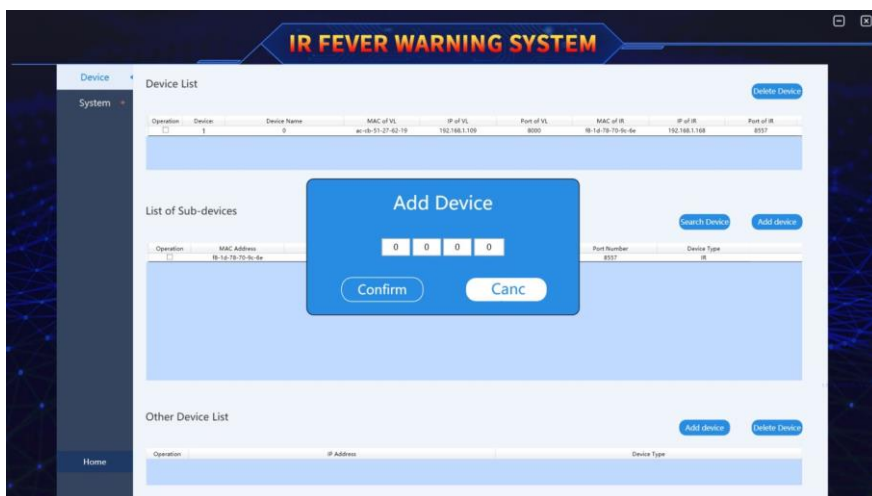 IR FEVER WARNING SYSTEM
Device
System
Device List
Delete Device
Operation Device Device Name MAC of VL IP of VL Port of VL MAC of IR IP of IR Port of IR
1 0 ac-cb-51-27-62-19 192.168.1.109 8000 f8-1d-78-70-9c-6e 192.168.1.168 8557
Add Device
List of Sub-devices
Search Device Add device
0 0 0 0
Operation MAC Address Port Number Device Type
f8-1d-78-70-9c-6e 8557 IR
Confirm Canc
Other Device List
Add device Delete Device
Operation IP Address Device Type
Home